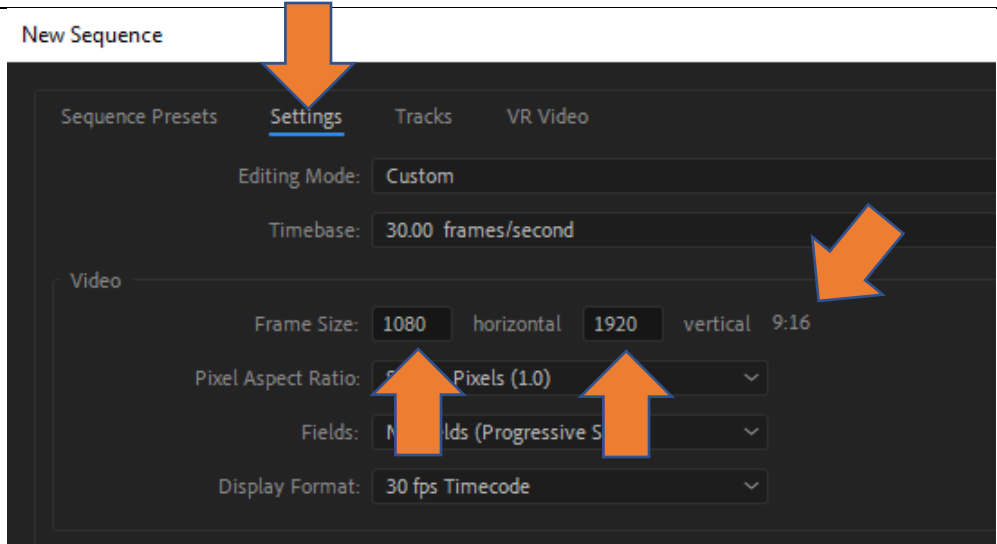 New Sequence
Sequence Presets Settings Tracks VR Video
Editing Mode: Custom
Timebase: 30.00 frames/second
Video
Frame Size: 1080 horizontal 1920 vertical 9:16
Pixel Aspect Ratio: Pixels (1.0)
Fields: (Progressive
Display Format: 30 fps Timecode